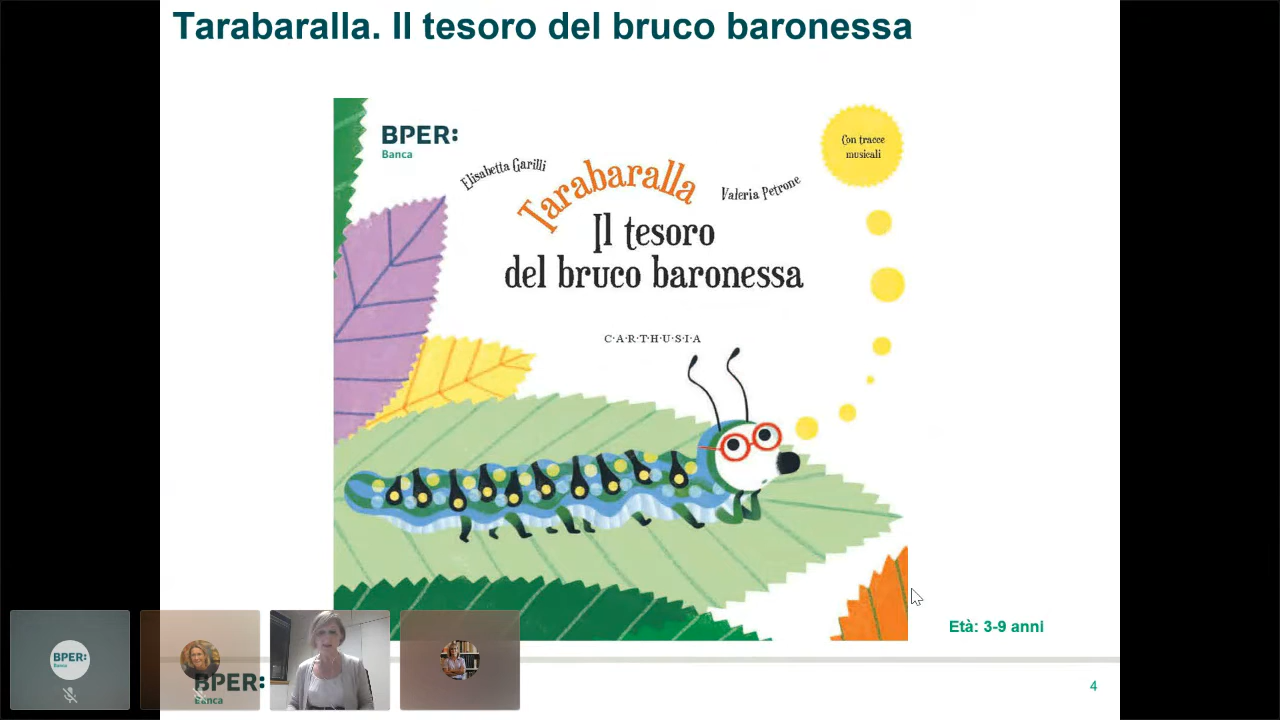 Tarabaralla. Il tesoro del bruco baronessa
BPER:
Banca
Elisabetta Garilli
Tarabaralla
Valeria Petrone
Con tracce
musicali
Il tesoro
del bruco baronessa
C·A·R·T·H·U·S·I·A
Età: 3-9 anni
BPER:
Banca
BPER:
Banca
4